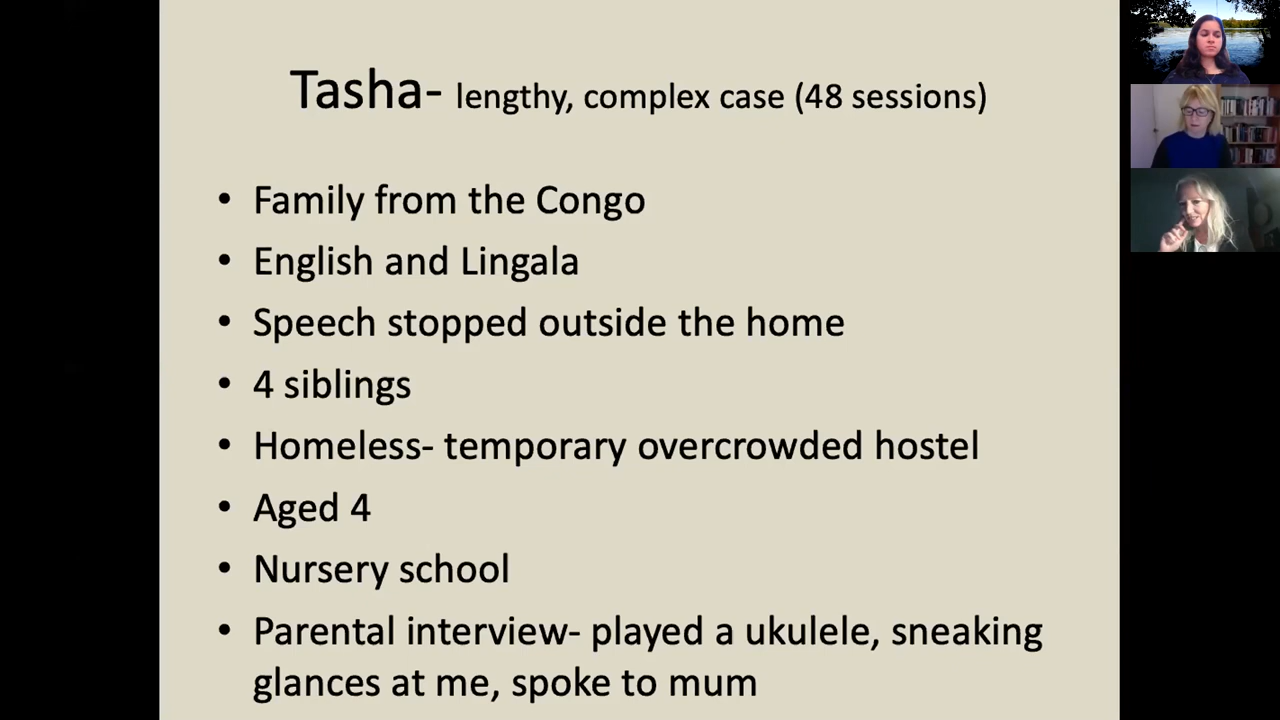 Tasha- lengthy, complex case (48 sessions)
• Family from the Congo
• English and Lingala
• Speech stopped outside the home
• 4 siblings
• Homeless- temporary overcrowded hostel
• Aged 4
• Nursery school
• Parental interview- played a ukulele, sneaking
glances at me, spoke to mum